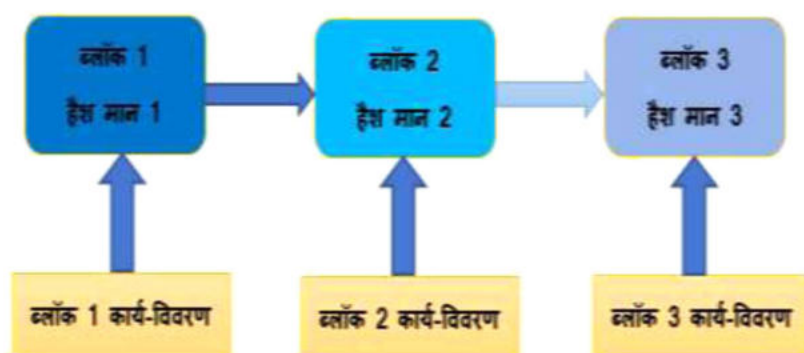 ब्लॉक 1
हैश मान 1
ब्लॉक 2
हैश मान 2
ब्लॉक 3
हैश मान 3
ब्लॉक 1 कार्य-विवरण
ब्लॉक 2 कार्य-विवरण
ब्लॉक 3 कार्य-विवरण